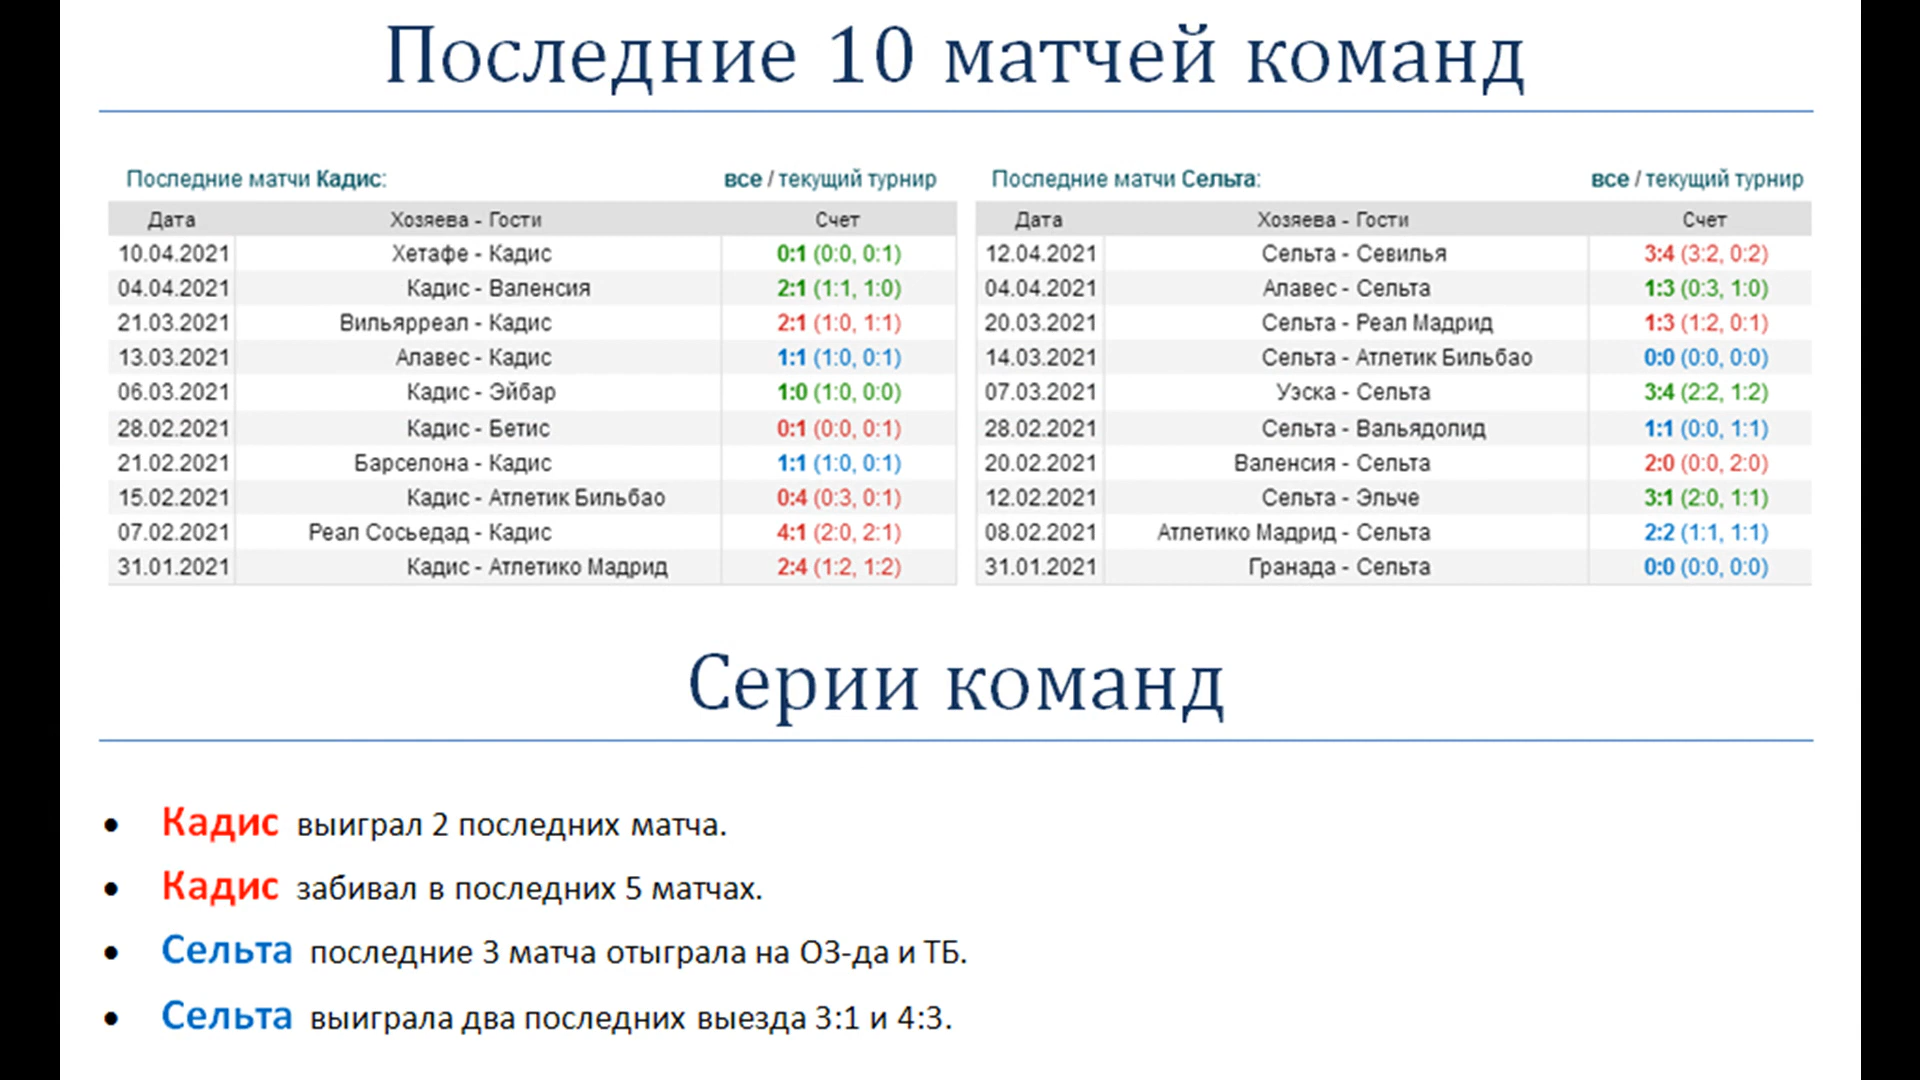 Последние 10 матчей команд
Последние матчи Кадис: все / текущий турнир
Дата Хозяева - Гости Счет
10.04.2021 Хетафе - Кадис 0:1 (0:0, 0:1)
04.04.2021 Кадис - Валенсия 2:1 (1:1, 1:0)
21.03.2021 Вильярреал - Кадис 2:1 (1:0, 1:1)
13.03.2021 Алавес - Кадис 1:1 (1:0, 0:1)
06.03.2021 Кадис - Эйбар 1:0 (1:0, 0:0)
28.02.2021 Кадис - Бетис 0:1 (0:0, 0:1)
21.02.2021 Барселона - Кадис 1:1 (1:0, 0:1)
15.02.2021 Кадис - Атлетик Бильбао 0:4 (0:3, 0:1)
07.02.2021 Реал Сосьедад - Кадис 4:1 (2:0, 2:1)
31.01.2021 Кадис - Атлетико Мадрид 2:4 (1:2, 1:2)
Последние матчи Сельта: все / текущий турнир
Дата Хозяева - Гости Счет
12.04.2021 Сельта - Севилья 3:4 (3:2, 0:2)
04.04.2021 Алавес - Сельта 1:3 (0:3, 1:0)
20.03.2021 Сельта - Реал Мадрид 1:3 (1:2, 0:1)
14.03.2021 Сельта - Атлетик Бильбао 0:0 (0:0, 0:0)
07.03.2021 Уэска - Сельта 3:4 (2:2, 1:2)
28.02.2021 Сельта - Вальядолид 1:1 (0:0, 1:1)
20.02.2021 Валенсия - Сельта 2:0 (0:0, 2:0)
12.02.2021 Сельта - Эльче 3:1 (2:0, 1:1)
08.02.2021 Атлетико Мадрид - Сельта 2:2 (1:1, 1:1)
31.01.2021 Гранада - Сельта 0:0 (0:0, 0:0)
Серии команд
• Кадис выиграл 2 последних матча.
• Кадис забивал в последних 5 матчах.
• Сельта последние 3 матча отыграла на ОЗ-да и ТБ.
• Сельта выиграла два последних выезда 3:1 и 4:3.